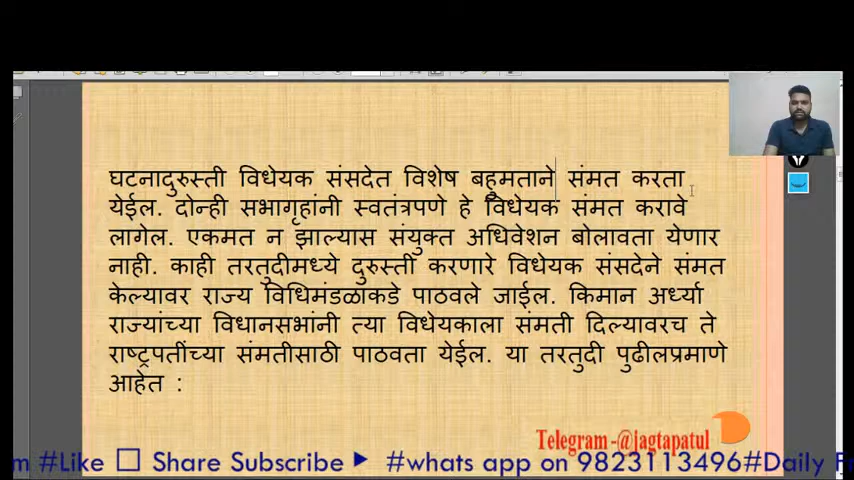 घटनादुरुस्ती विधेयक संसदेत विशेष बहुमताने संमत करता
येईल. दोन्ही सभागृहांनी स्वतंत्रपणे हे विधेयक संमत करावे
लागेल. एकमत न झाल्यास संयुक्त अधिवेशन बोलावता येणार
नाही. काही तरतुदीमध्ये दुरुस्ती करणारे विधेयक संसदेने संमत
केल्यावर राज्य विधिमंडळाकडे पाठवले जाईल. किमान अर्ध्या
राज्यांच्या विधानसभांनी त्या विधेयकाला संमती दिल्यावरच ते
राष्ट्रपतींच्या संमतीसाठी पाठवता येईल. या तरतुदी पुढीलप्रमाणे
आहेत :
Telegram -@jagtapatul
#Like Share Subscribe #whats app on 9823113496#Daily